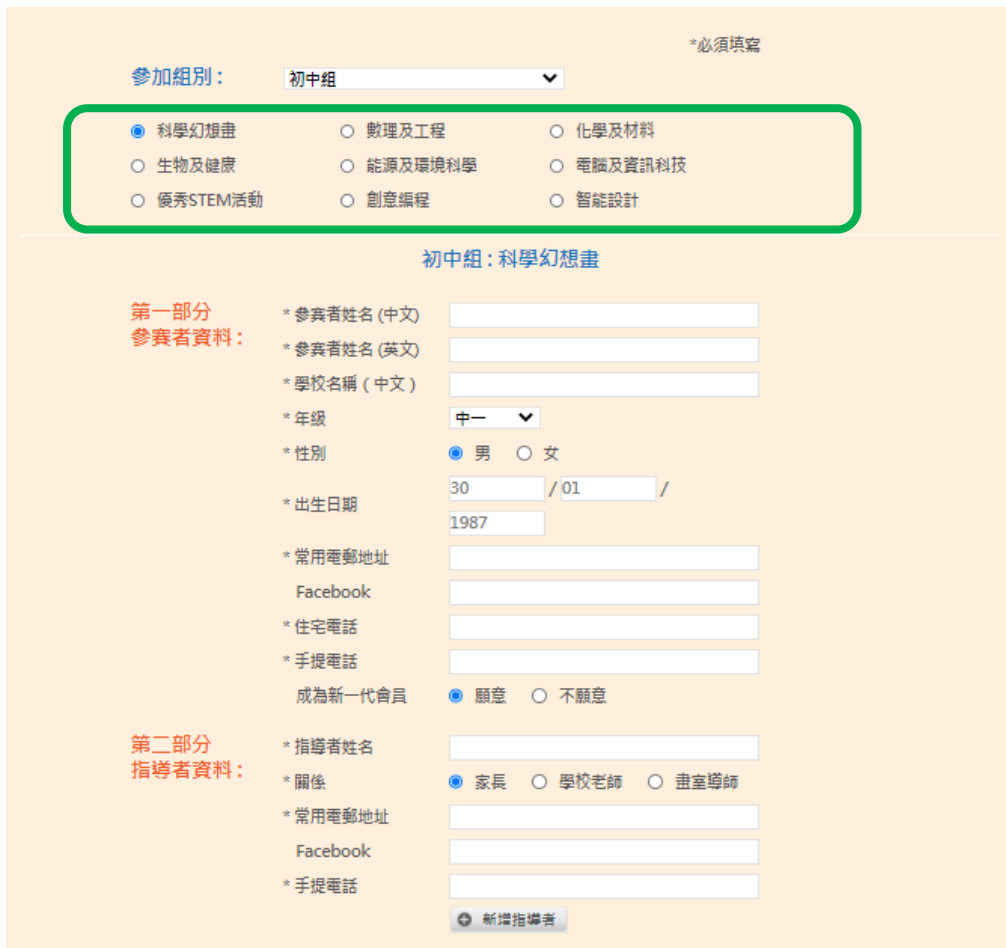 *必須填寫
參加組別： 初中組
科學幻想畫 數理及工程 化學及材料
生物及健康 能源及環境科學 電腦及資訊科技
優秀STEM活動 創意編程 智能設計
初中組：科學幻想畫
第一部分
參賽者資料：
* 參賽者姓名 (中文)
* 參賽者姓名 (英文)
* 學校名稱 ( 中文 )
* 年級 中一
* 性別 男 女
* 出生日期 30 / 01 /
1987
* 常用電郵地址
Facebook
* 住宅電話
* 手提電話
成為新一代會員 願意 不願意
第二部分
指導者資料：
* 指導者姓名
* 關係 家長 學校老師 畫室導師
* 常用電郵地址
Facebook
* 手提電話
新增指導者